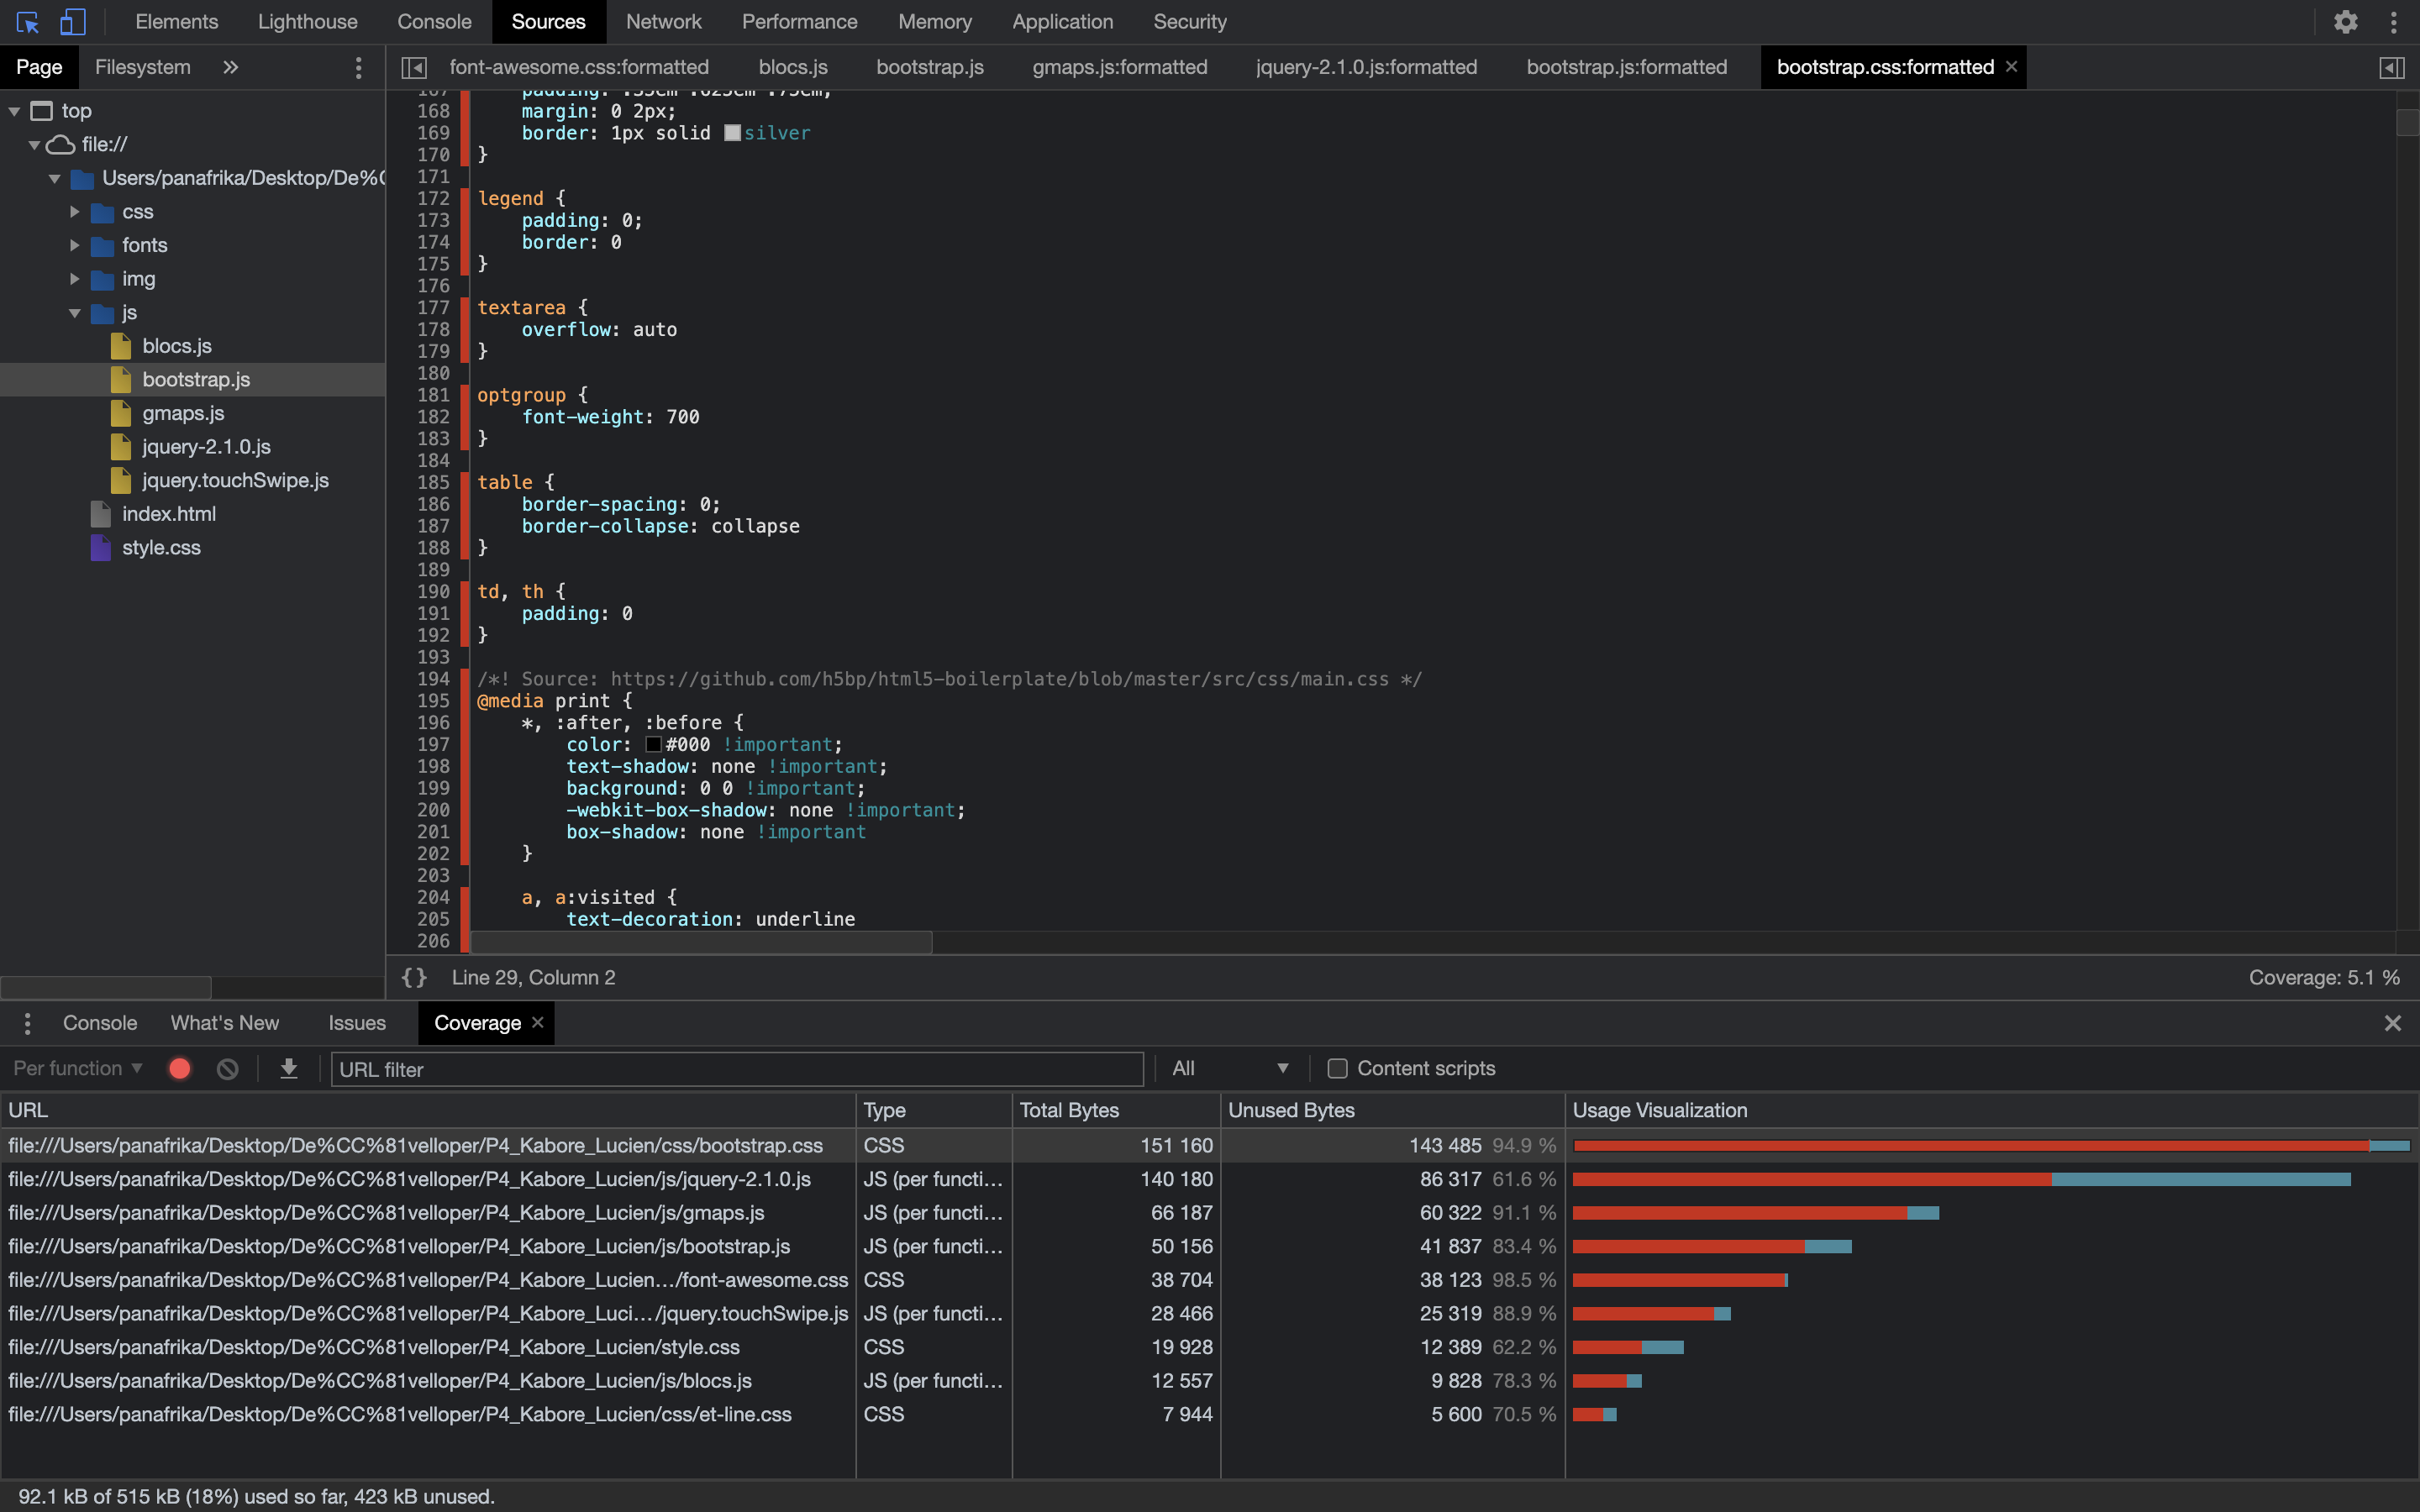 Elements Lighthouse Console Sources Network Performance Memory Application Security
Page Filesystem »
font-awesome.css:formatted blocs.js bootstrap.js gmaps.js:formatted jquery-2.1.0.js:formatted bootstrap.js:formatted bootstrap.css:formatted ×
top
file://
Users/panafrika/Desktop/De%C
css
fonts
img
js
blocs.js
bootstrap.js
gmaps.js
jquery-2.1.0.js
jquery.touchSwipe.js
index.html
style.css
167 padding: .35em .625em .75em;
168 margin: 0 2px;
169 border: 1px solid silver
170 }
171
172 legend {
173 padding: 0;
174 border: 0
175 }
176
177 textarea {
178 overflow: auto
179 }
180
181 optgroup {
182 font-weight: 700
183 }
184
185 table {
186 border-spacing: 0;
187 border-collapse: collapse
188 }
189
190 td, th {
191 padding: 0
192 }
193
194 /*! Source: https://github.com/h5bp/html5-boilerplate/blob/master/src/css/main.css */
195 @media print {
196 *, :after, :before {
197 color: #000 !important;
198 text-shadow: none !important;
199 background: 0 0 !important;
200 -webkit-box-shadow: none !important;
201 box-shadow: none !important
202 }
203
204 a, a:visited {
205 text-decoration: underline
206
{} Line 29, Column 2 Coverage: 5.1 %
Console What's New Issues Coverage ×
Per function URL filter All Content scripts
URL Type Total Bytes Unused Bytes Usage Visualization
file:///Users/panafrika/Desktop/De%CC%81velloper/P4_Kabore_Lucien/css/bootstrap.css CSS 151 160 143 485 94.9 %
file:///Users/panafrika/Desktop/De%CC%81velloper/P4_Kabore_Lucien/js/jquery-2.1.0.js JS (per functi… 140 180 86 317 61.6 %
file:///Users/panafrika/Desktop/De%CC%81velloper/P4_Kabore_Lucien/js/gmaps.js JS (per functi… 66 187 60 322 91.1 %
file:///Users/panafrika/Desktop/De%CC%81velloper/P4_Kabore_Lucien/js/bootstrap.js JS (per functi… 50 156 41 837 83.4 %
file:///Users/panafrika/Desktop/De%CC%81velloper/P4_Kabore_Lucien…/font-awesome.css CSS 38 704 38 123 98.5 %
file:///Users/panafrika/Desktop/De%CC%81velloper/P4_Kabore_Luci…/jquery.touchSwipe.js JS (per functi… 28 466 25 319 88.9 %
file:///Users/panafrika/Desktop/De%CC%81velloper/P4_Kabore_Lucien/style.css CSS 19 928 12 389 62.2 %
file:///Users/panafrika/Desktop/De%CC%81velloper/P4_Kabore_Lucien/js/blocs.js JS (per functi… 12 557 9 828 78.3 %
file:///Users/panafrika/Desktop/De%CC%81velloper/P4_Kabore_Lucien/css/et-line.css CSS 7 944 5 600 70.5 %
92.1 kB of 515 kB (18%) used so far, 423 kB unused.